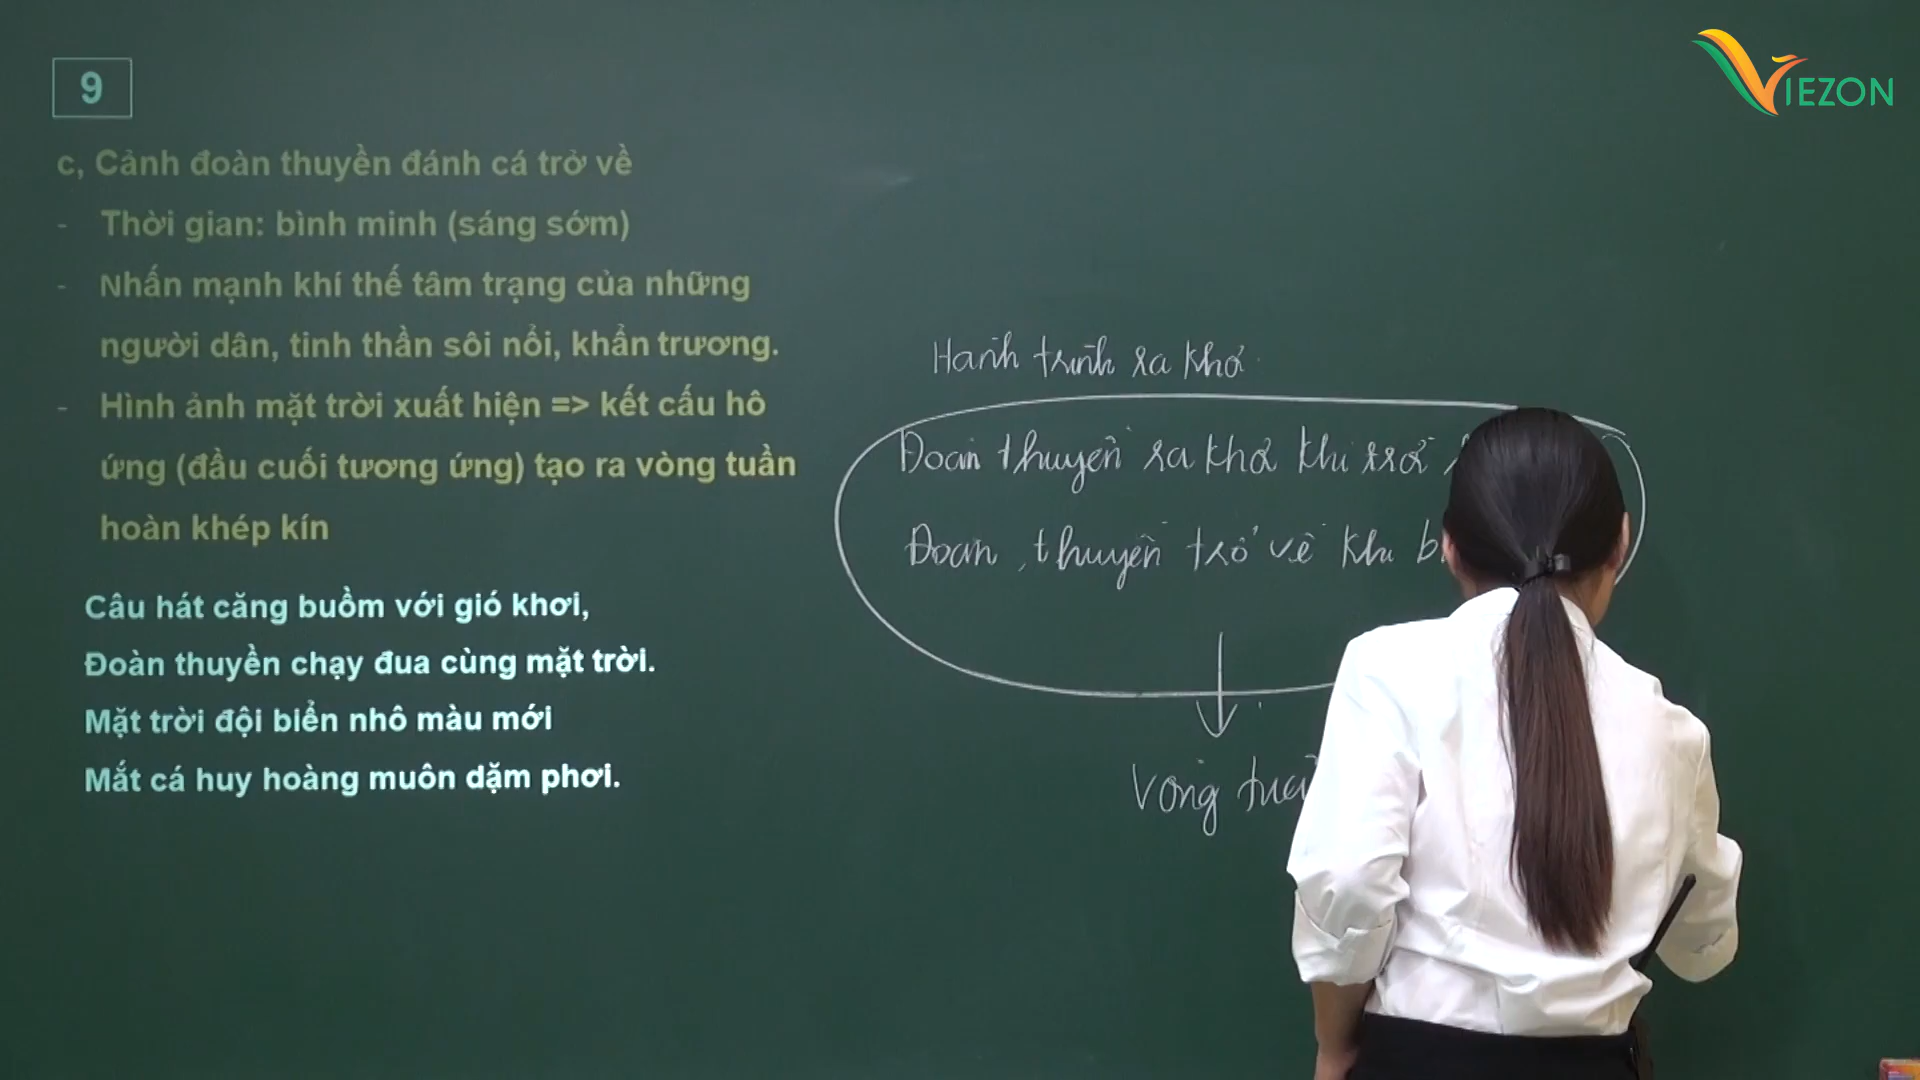 VIEZON
9
c, Cảnh đoàn thuyền đánh cá trở về
- Thời gian: bình minh (sáng sớm)
- Nhấn mạnh khí thế tâm trạng của những
người dân, tinh thần sôi nổi, khẩn trương.
- Hình ảnh mặt trời xuất hiện => kết cấu hô
ứng (đầu cuối tương ứng) tạo ra vòng tuần
hoàn khép kín
Câu hát căng buồm với gió khơi,
Đoàn thuyền chạy đua cùng mặt trời.
Mặt trời đội biển nhô màu mới
Mắt cá huy hoàng muôn dặm phơi.
Hành trình ra khơi
Đoàn thuyền ra khơi khi trời
Đoàn thuyền trở về khi
Vòng